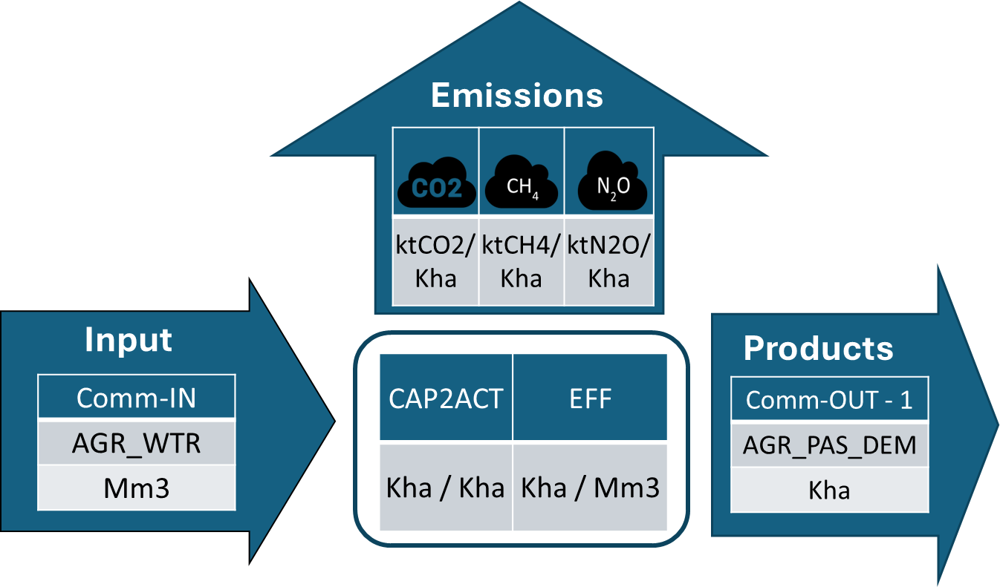 Emissions
CO2 CH₄ N₂O
ktCO2/ ktCH4/ ktN2O/
Kha Kha Kha
Input
Comm-IN
AGR_WTR
Mm3
CAP2ACT EFF
Kha / Kha Kha / Mm3
Products
Comm-OUT - 1
AGR_PAS_DEM
Kha